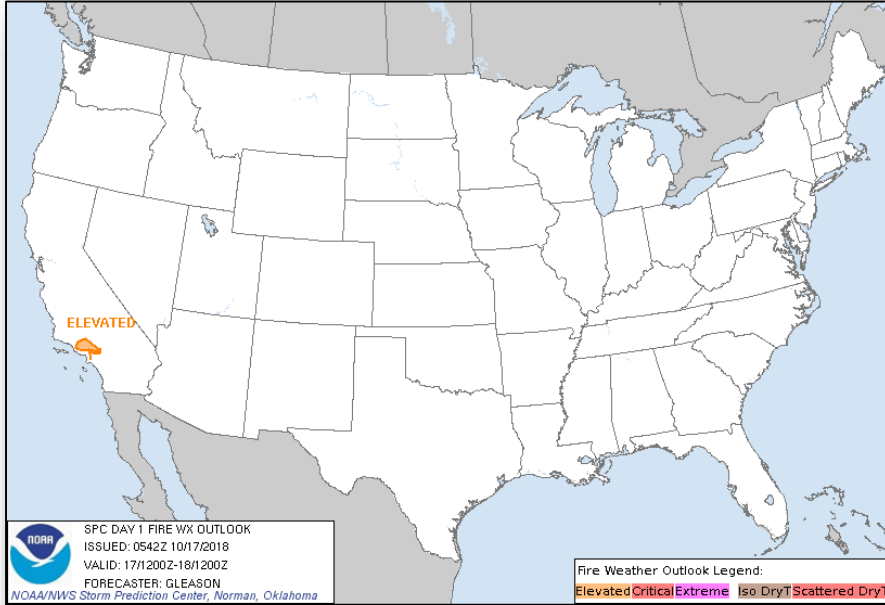 ELEVATED
NOAA
SPC DAY 1 FIRE WX OUTLOOK
ISSUED: 0542Z 10/17/2018
VALID: 17/1200Z-18/1200Z
FORECASTER: GLEASON
NOAA/NWS Storm Prediction Center, Norman, Oklahoma
Fire Weather Outlook Legend:
Elevated Critical Extreme Iso DryT Scattered DryT